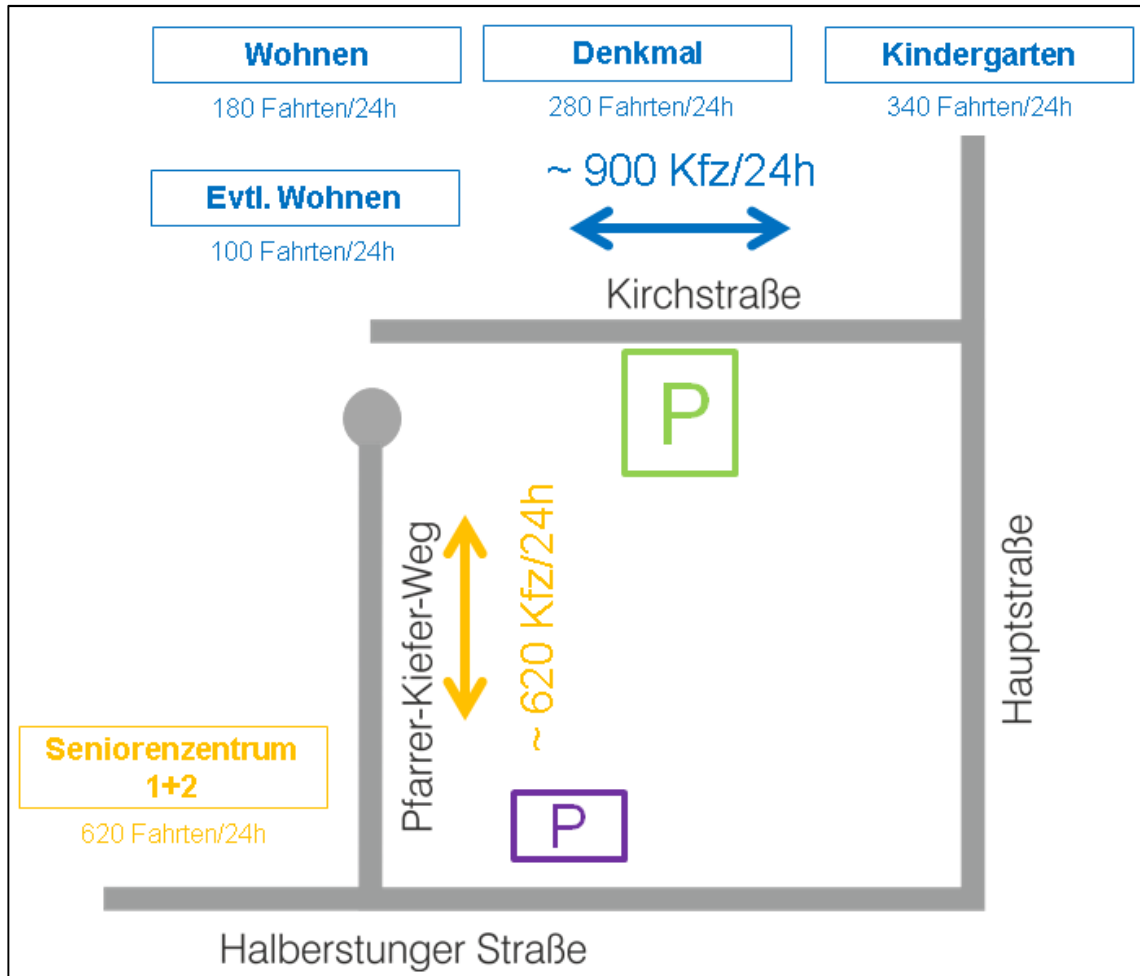 Wohnen
180 Fahrten/24h
Denkmal
280 Fahrten/24h
Kindergarten
340 Fahrten/24h
Evtl. Wohnen
100 Fahrten/24h
~ 900 Kfz/24h
Kirchstraße
P
Pfarrer-Kiefer-Weg
~ 620 Kfz/24h
Hauptstraße
Seniorenzentrum
1+2
620 Fahrten/24h
P
Halberstunger Straße